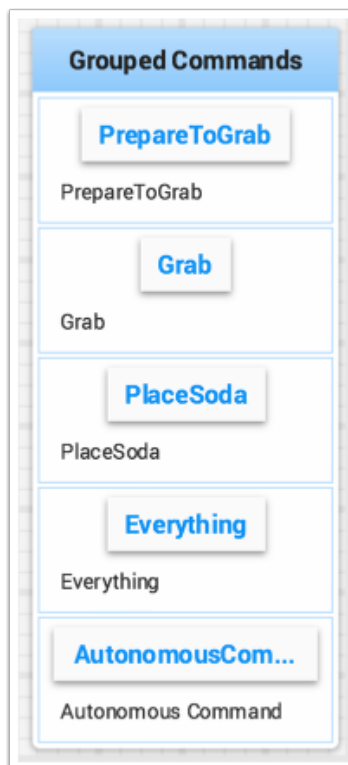 Grouped Commands
PrepareToGrab
PrepareToGrab
Grab
Grab
PlaceSoda
PlaceSoda
Everything
Everything
AutonomousCom...
Autonomous Command